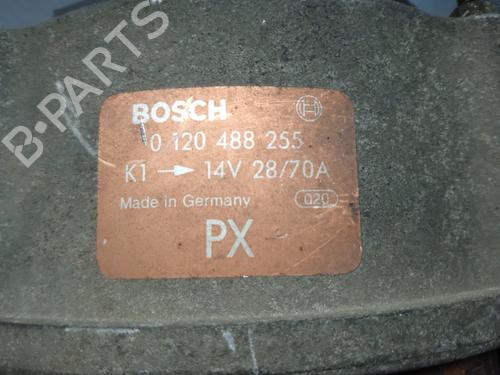 B-PARTS
BOSCH
0 120 488 255
K1 → 14V 28/70A
Made in Germany 020
PX